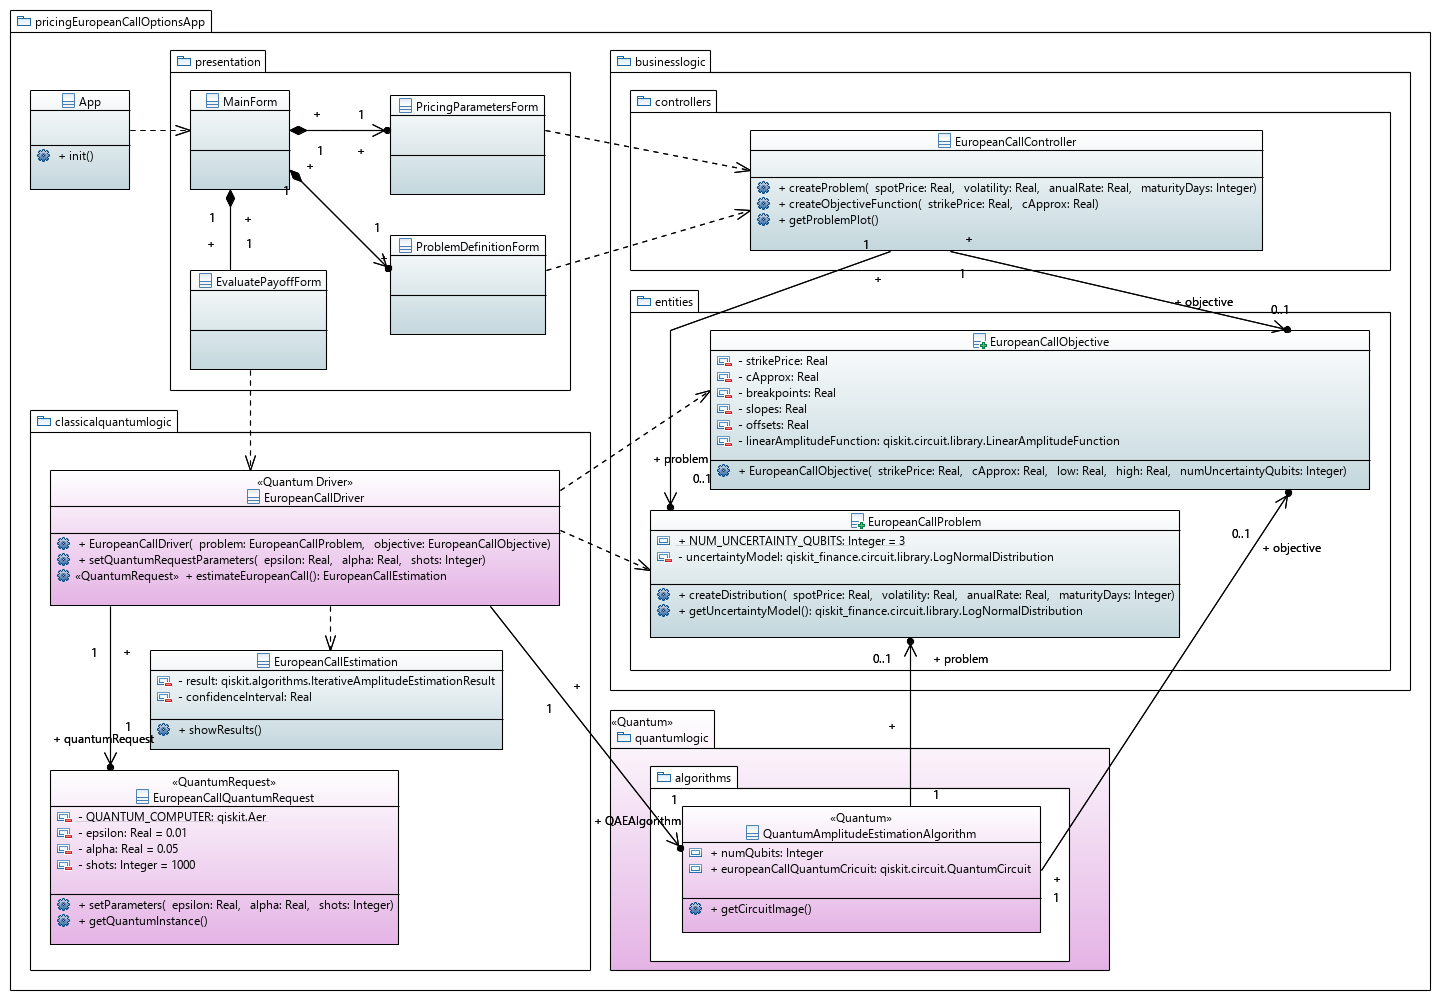 pricingEuropeanCallOptionsApp
presentation
App
+ init()
MainForm
PricingParametersForm
+ 1
1 +
+
1
1
+
ProblemDefinitionForm
1 +
+ 1
EvaluatePayoffForm
businesslogic
controllers
EuropeanCallController
+ createProblem( spotPrice: Real, volatility: Real, anualRate: Real, maturityDays: Integer)
+ createObjectiveFunction( strikePrice: Real, cApprox: Real)
+ getProblemPlot()
1 +
+ 1
+ objective
0..1
entities
EuropeanCallObjective
- strikePrice: Real
- cApprox: Real
- breakpoints: Real
- slopes: Real
- offsets: Real
- linearAmplitudeFunction: qiskit.circuit.library.LinearAmplitudeFunction
+ EuropeanCallObjective( strikePrice: Real, cApprox: Real, low: Real, high: Real, numUncertaintyQubits: Integer)
+ problem
0..1
EuropeanCallProblem
+ NUM_UNCERTAINTY_QUBITS: Integer = 3
- uncertaintyModel: qiskit_finance.circuit.library.LogNormalDistribution
+ createDistribution( spotPrice: Real, volatility: Real, anualRate: Real, maturityDays: Integer)
+ getUncertaintyModel(): qiskit_finance.circuit.library.LogNormalDistribution
0..1
+ objective
0..1 + problem
classicalquantumlogic
«Quantum Driver»
EuropeanCallDriver
+ EuropeanCallDriver( problem: EuropeanCallProblem, objective: EuropeanCallObjective)
+ setQuantumRequestParameters( epsilon: Real, alpha: Real, shots: Integer)
«QuantumRequest» + estimateEuropeanCall(): EuropeanCallEstimation
1 +
EuropeanCallEstimation
- result: qiskit.algorithms.IterativeAmplitudeEstimationResult
- confidenceInterval: Real
+ showResults()
+
1
1
+ quantumRequest
«QuantumRequest»
EuropeanCallQuantumRequest
- QUANTUM_COMPUTER: qiskit.Aer
- epsilon: Real = 0.01
- alpha: Real = 0.05
- shots: Integer = 1000
+ setParameters( epsilon: Real, alpha: Real, shots: Integer)
+ getQuantumInstance()
«Quantum»
quantumlogic
algorithms
+
1
1
+ QAEAlgorithm
«Quantum»
QuantumAmplitudeEstimationAlgorithm
+ numQubits: Integer
+ europeanCallQuantumCricuit: qiskit.circuit.QuantumCircuit
+ getCircuitImage()
+
1